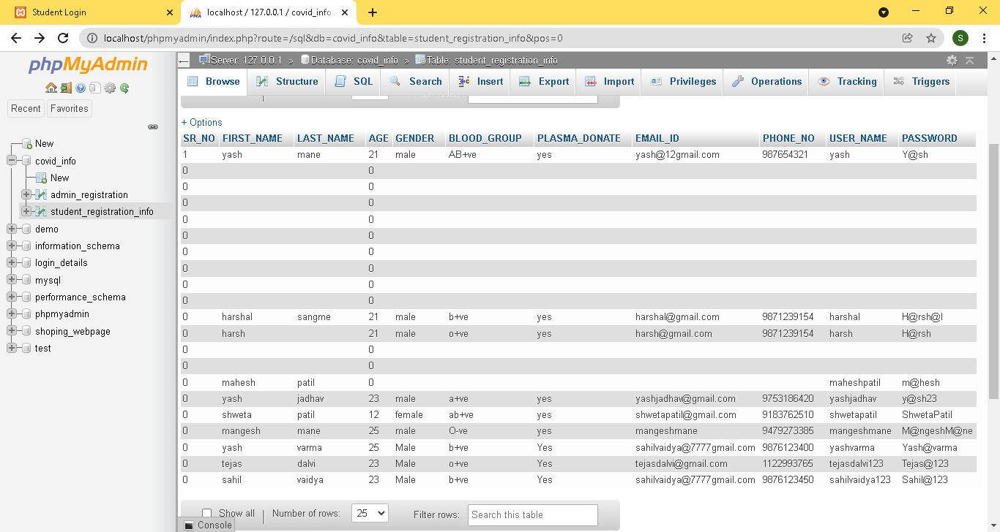 Student Login
localhost / 127.0.0.1 / covid_info
localhost/phpmyadmin/index.php?route=/sql&db=covid_info&table=student_registration_info&pos=0
S
phpMyAdmin
Recent Favorites
New
covid_info
New
admin_registration
student_registration_info
demo
information_schema
login_details
mysql
performance_schema
phpmyadmin
shoping_webpage
test
Server: 127.0.0.1 » Database: covid_info » Table: student_registration_info
Browse Structure SQL Search Insert Export Import Privileges Operations Tracking Triggers
+ Options
SR_NO FIRST_NAME LAST_NAME AGE GENDER BLOOD_GROUP PLASMA_DONATE EMAIL_ID PHONE_NO USER_NAME PASSWORD
1 yash mane 21 male AB+ve yes yash@12gmail.com 987654321 yash Y@sh
0 0
0 0
0 0
0 0
0 0
0 0
0 0
0 0
0 0
0 harshal sangme 21 male b+ve yes harshal@gmail.com 9871239154 harshal H@rsh@l
0 harsh 21 male o+ve yes harsh@gmail.com 9871239154 harsh H@rsh
0 0
0 0
0 mahesh patil 0 maheshpatil m@hesh
0 yash jadhav 23 male a+ve yes yashjadhav@gmail.com 9753186420 yashjadhav y@sh23
0 shweta patil 12 female ab+ve yes shwetapatil@gmail.com 9183762510 shwetapatil ShwetaPatil
0 mangesh mane 25 male O-ve yes mangeshmane 9479273385 mangeshmane M@ngeshM@ne
0 yash varma 25 Male b+ve Yes sahilvaidya@7777gmail.com 9876123400 yashvarma Yash@varma
0 tejas dalvi 23 Male o+ve Yes tejasdalvi@gmail.com 1122993765 tejasdalvi123 Tejas@123
0 sahil vaidya 23 Male b+ve Yes sahilvaidya@7777gmail.com 9876123450 sahilvaidya123 Sahil@123
Show all Number of rows: 25 Filter rows: Search this table
Console